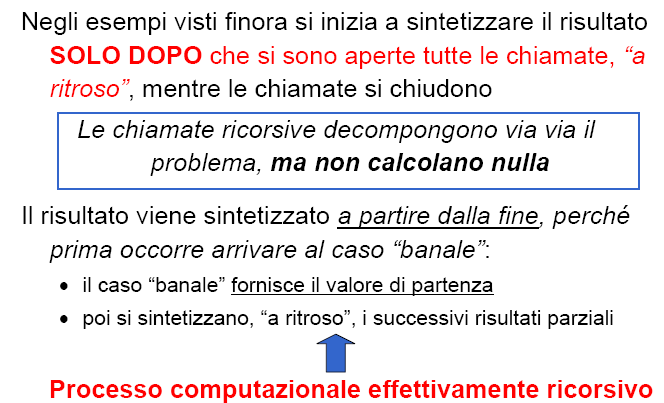 Negli esempi visti finora si inizia a sintetizzare il risultato
SOLO DOPO che si sono aperte tutte le chiamate, “a
ritroso”, mentre le chiamate si chiudono
Le chiamate ricorsive decompongono via via il
problema, ma non calcolano nulla
Il risultato viene sintetizzato a partire dalla fine, perché
prima occorre arrivare al caso “banale”:
• il caso “banale” fornisce il valore di partenza
• poi si sintetizzano, “a ritroso”, i successivi risultati parziali
Processo computazionale effettivamente ricorsivo